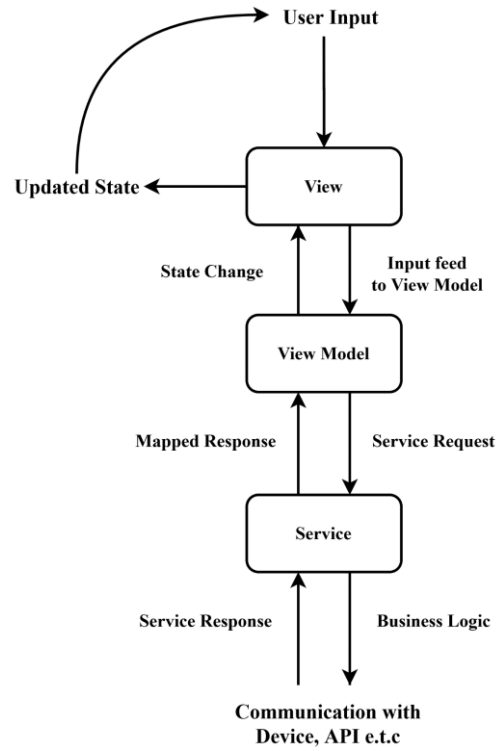 User Input
View
Updated State
State Change
Input feed
to View Model
View Model
Mapped Response
Service Request
Service
Service Response
Business Logic
Communication with
Device, API e.t.c